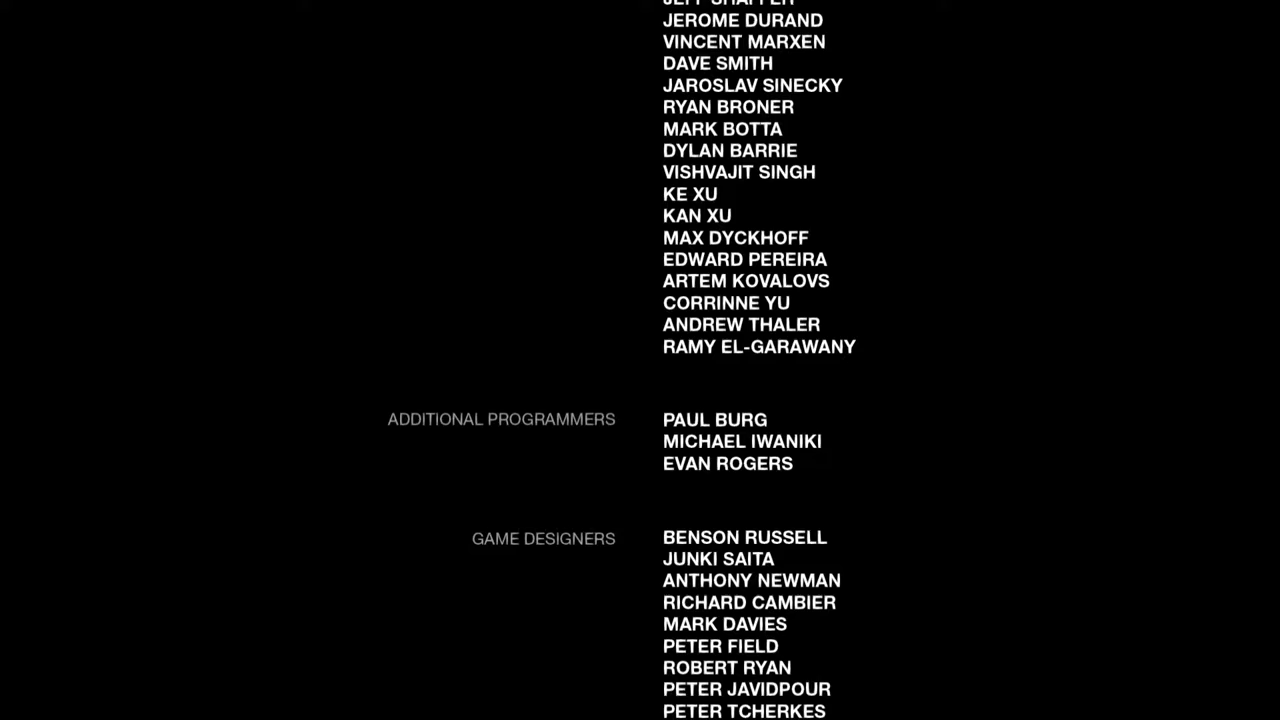 JEFF SHAFFER
JEROME DURAND
VINCENT MARXEN
DAVE SMITH
JAROSLAV SINECKY
RYAN BRONER
MARK BOTTA
DYLAN BARRIE
VISHVAJIT SINGH
KE XU
KAN XU
MAX DYCKHOFF
EDWARD PEREIRA
ARTEM KOVALOVS
CORRINNE YU
ANDREW THALER
RAMY EL-GARAWANY
ADDITIONAL PROGRAMMERS PAUL BURG
MICHAEL IWANIKI
EVAN ROGERS
GAME DESIGNERS BENSON RUSSELL
JUNKI SAITA
ANTHONY NEWMAN
RICHARD CAMBIER
MARK DAVIES
PETER FIELD
ROBERT RYAN
PETER JAVIDPOUR
PETER TCHERKES